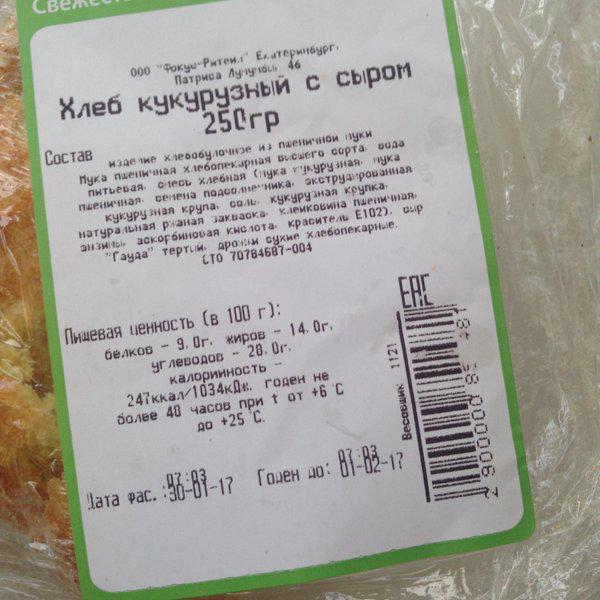 Свежесть
ООО "Фокус-Ритейл" Екатеринбург,
Патриса Лумумбы, 46
Хлеб кукурузный с сыром
250гр
Состав изделие хлебобулочное из пшеничной муки
Мука пшеничная хлебопекарная высшего сорта, вода
питьевая, смесь хлебная (мука кукурузная, мука
пшеничная, семена подсолнечника, экструдированная
кукурузная крупа, соль, кукурузная крупка,
натуральная ржаная закваска, клейковина пшеничная,
энзимы, аскорбиновая кислота, краситель Е102), сыр
"Гауда" тертый, дрожжи сухие хлебопекарные.
СТО 70784687-004
Пищевая ценность (в 100 г):
белков - 9,0г, жиров - 14,0г,
углеводов - 20,0г,
калорийность -
247ккал/1034кДж, годен не
более 48 часов при t от +6°С
до +25°С.
EAC
Весовщик 1121
07:03 07:03
Дата фас.:30-01-17 Годен до: 01-02-17